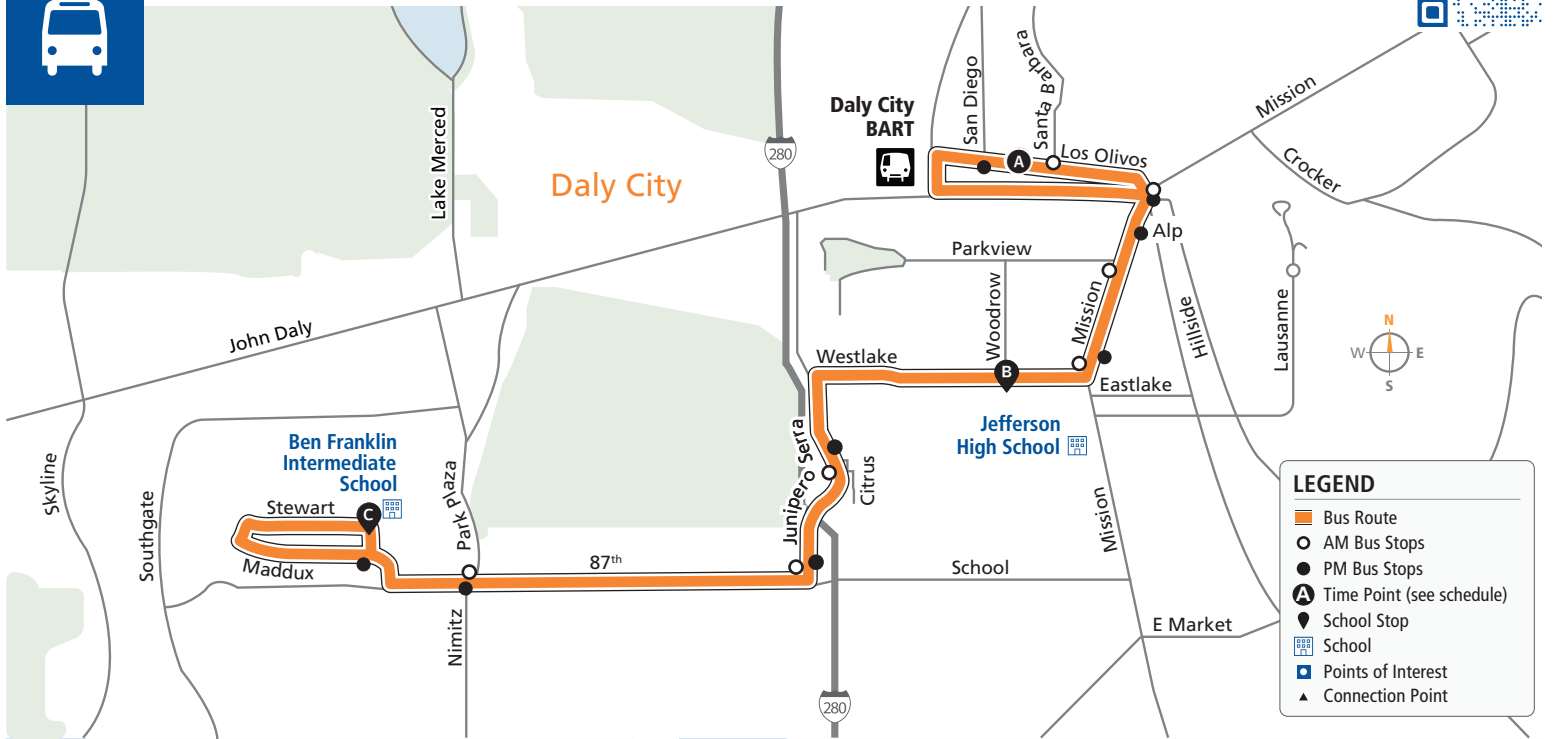 Daly City
BART
San Diego
Santa Barbara
Mission
A
Los Olivos
Crocker
280
Lake Merced
Daly City
Alp
Parkview
Woodrow
Mission
Hillside
Lausanne
N
W
E
S
John Daly
Westlake
B
Eastlake
Jefferson
High School
Ben Franklin
Intermediate
School
Skyline
Southgate
Stewart
C
Park Plaza
Junipero Serra
Citrus
Mission
Maddux
87th
School
Nimitz
E Market
280
LEGEND
Bus Route
AM Bus Stops
PM Bus Stops
A Time Point (see schedule)
School Stop
School
Points of Interest
Connection Point